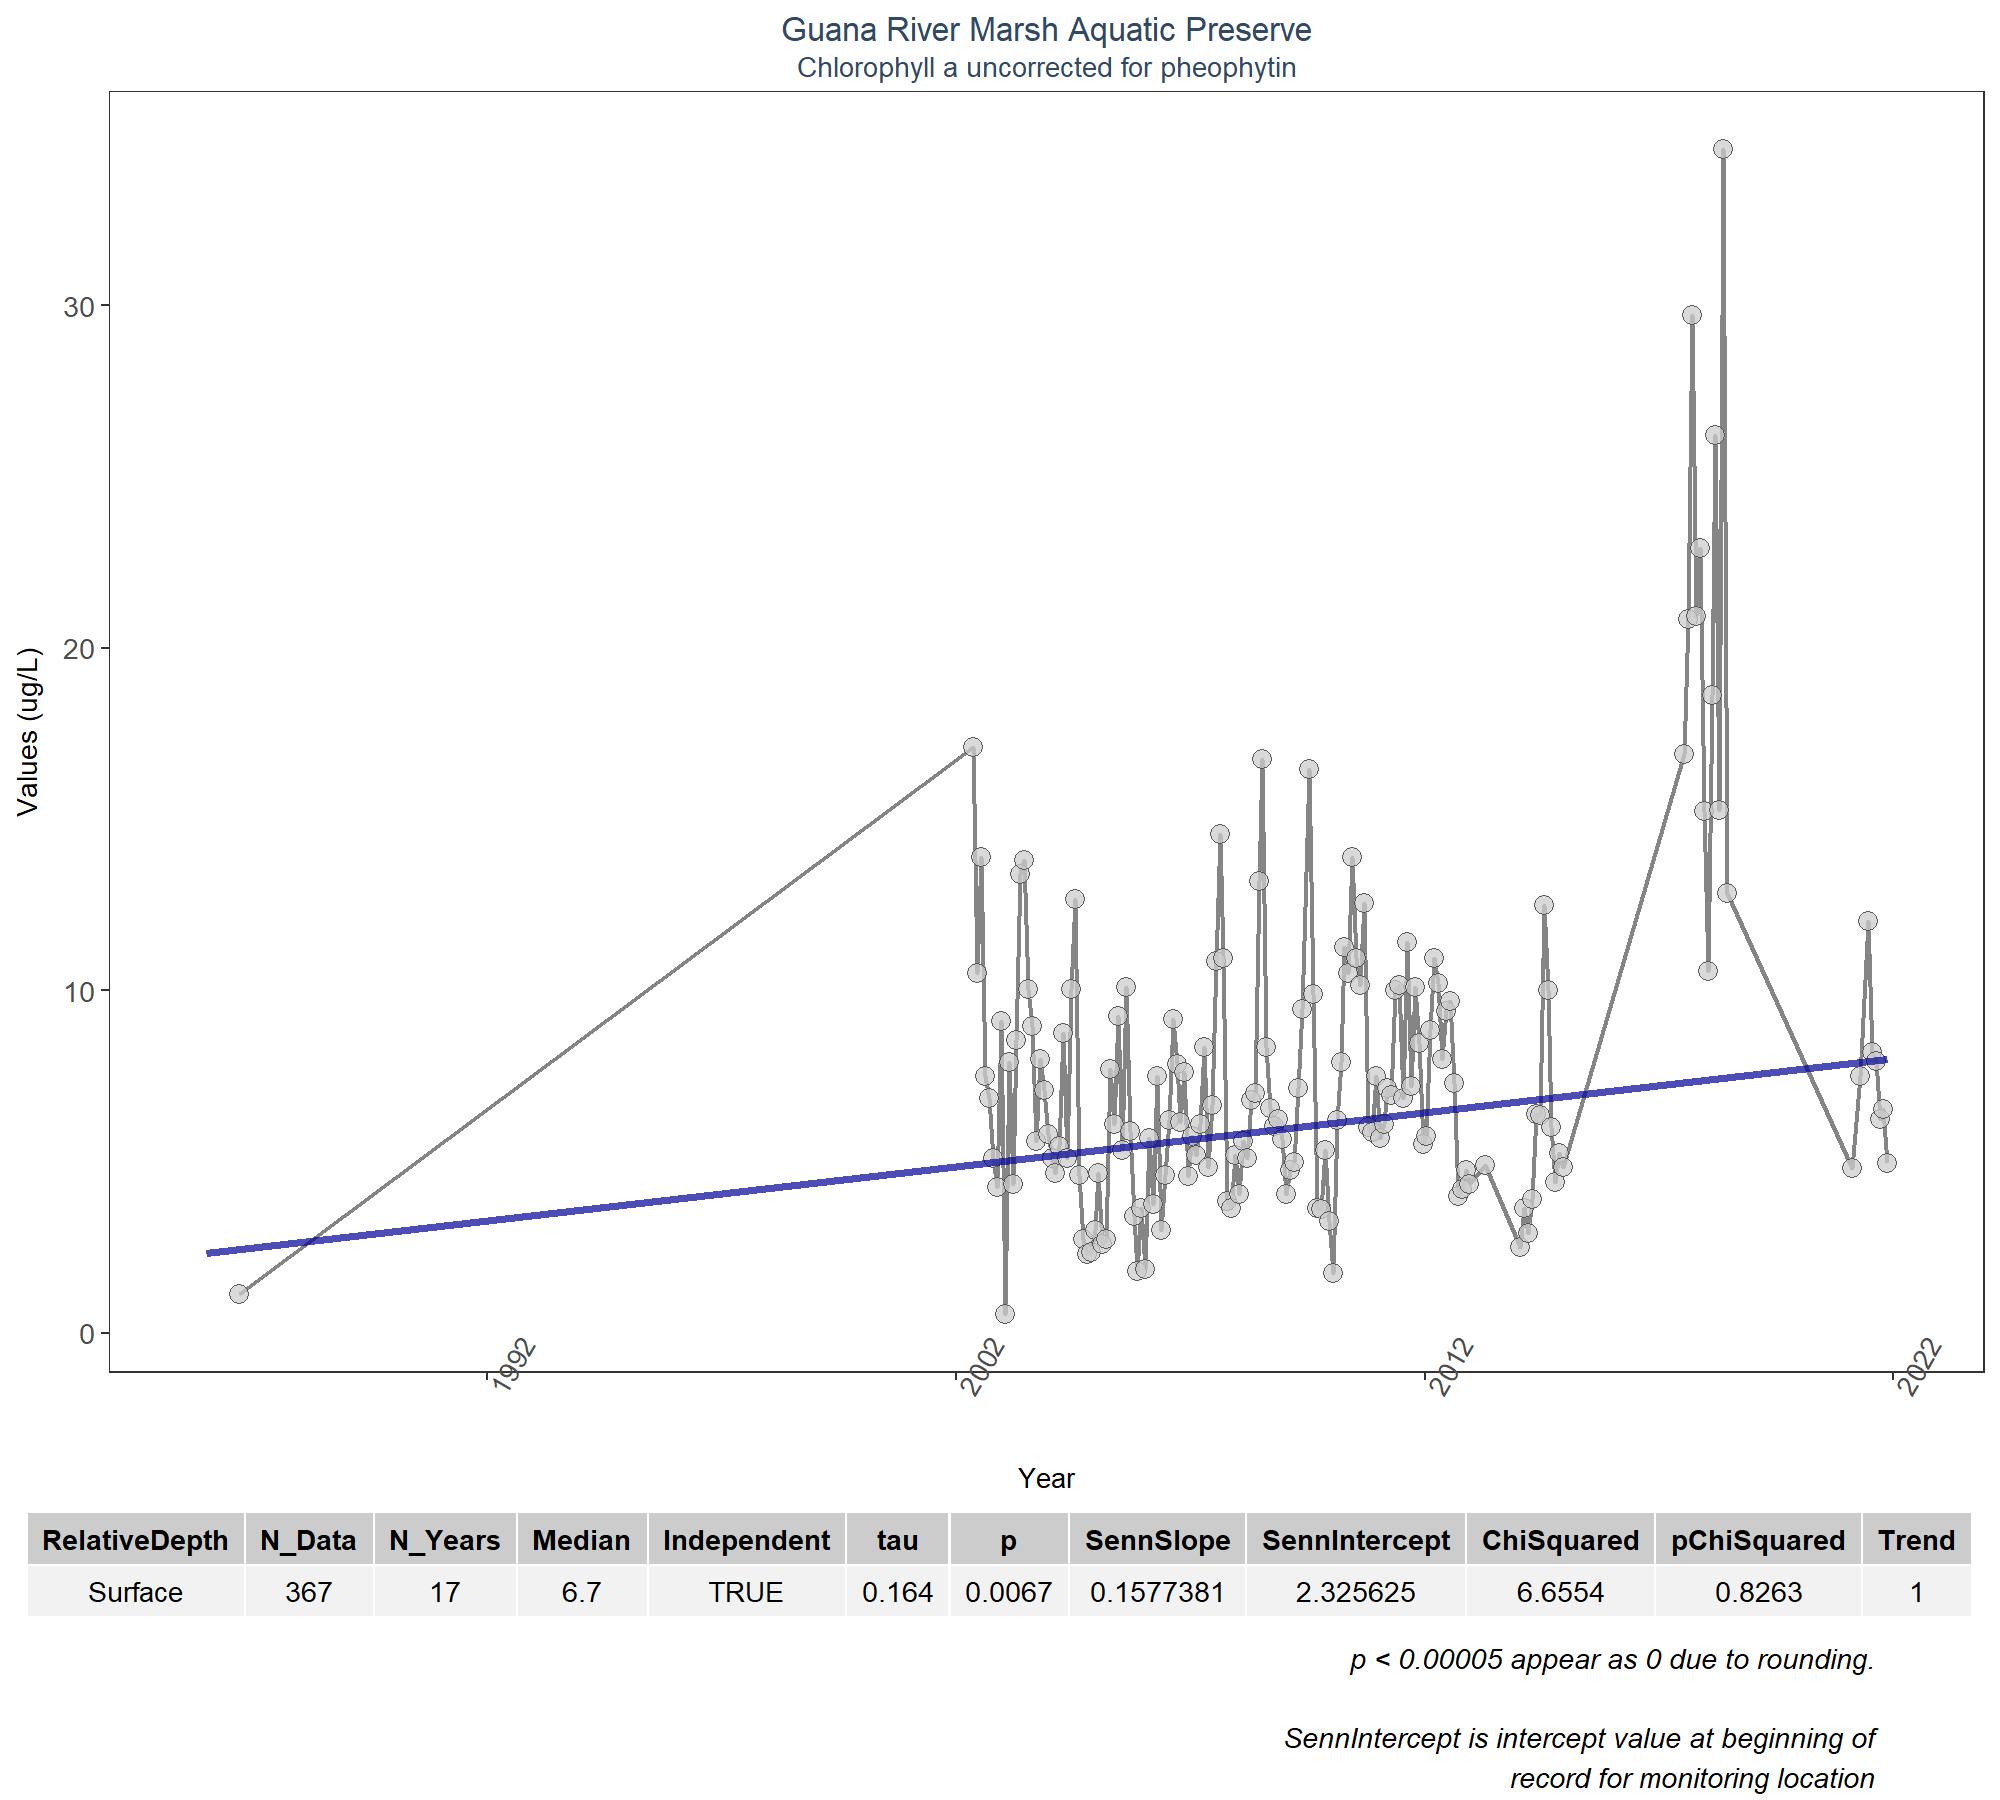 Guana River Marsh Aquatic Preserve
Chlorophyll a uncorrected for pheophytin
Values (ug/L)
30
20
10
0
1992
2002
2012
2022
Year
RelativeDepth N_Data N_Years Median Independent tau p SennSlope SennIntercept ChiSquared pChiSquared Trend
Surface 367 17 6.7 TRUE 0.164 0.0067 0.1577381 2.325625 6.6554 0.8263 1
p < 0.00005 appear as 0 due to rounding.
SennIntercept is intercept value at beginning of
record for monitoring location